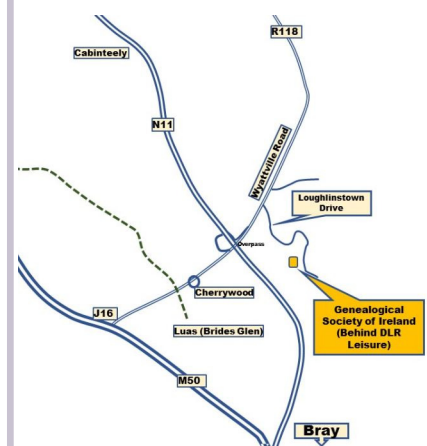 R118
Cabinteely
N11
Wyattville Road
Loughlinstown
Drive
Overpass
Cherrywood
Genealogical
Society of Ireland
(Behind DLR
Leisure)
J16
Luas (Brides Glen)
M50
Bray